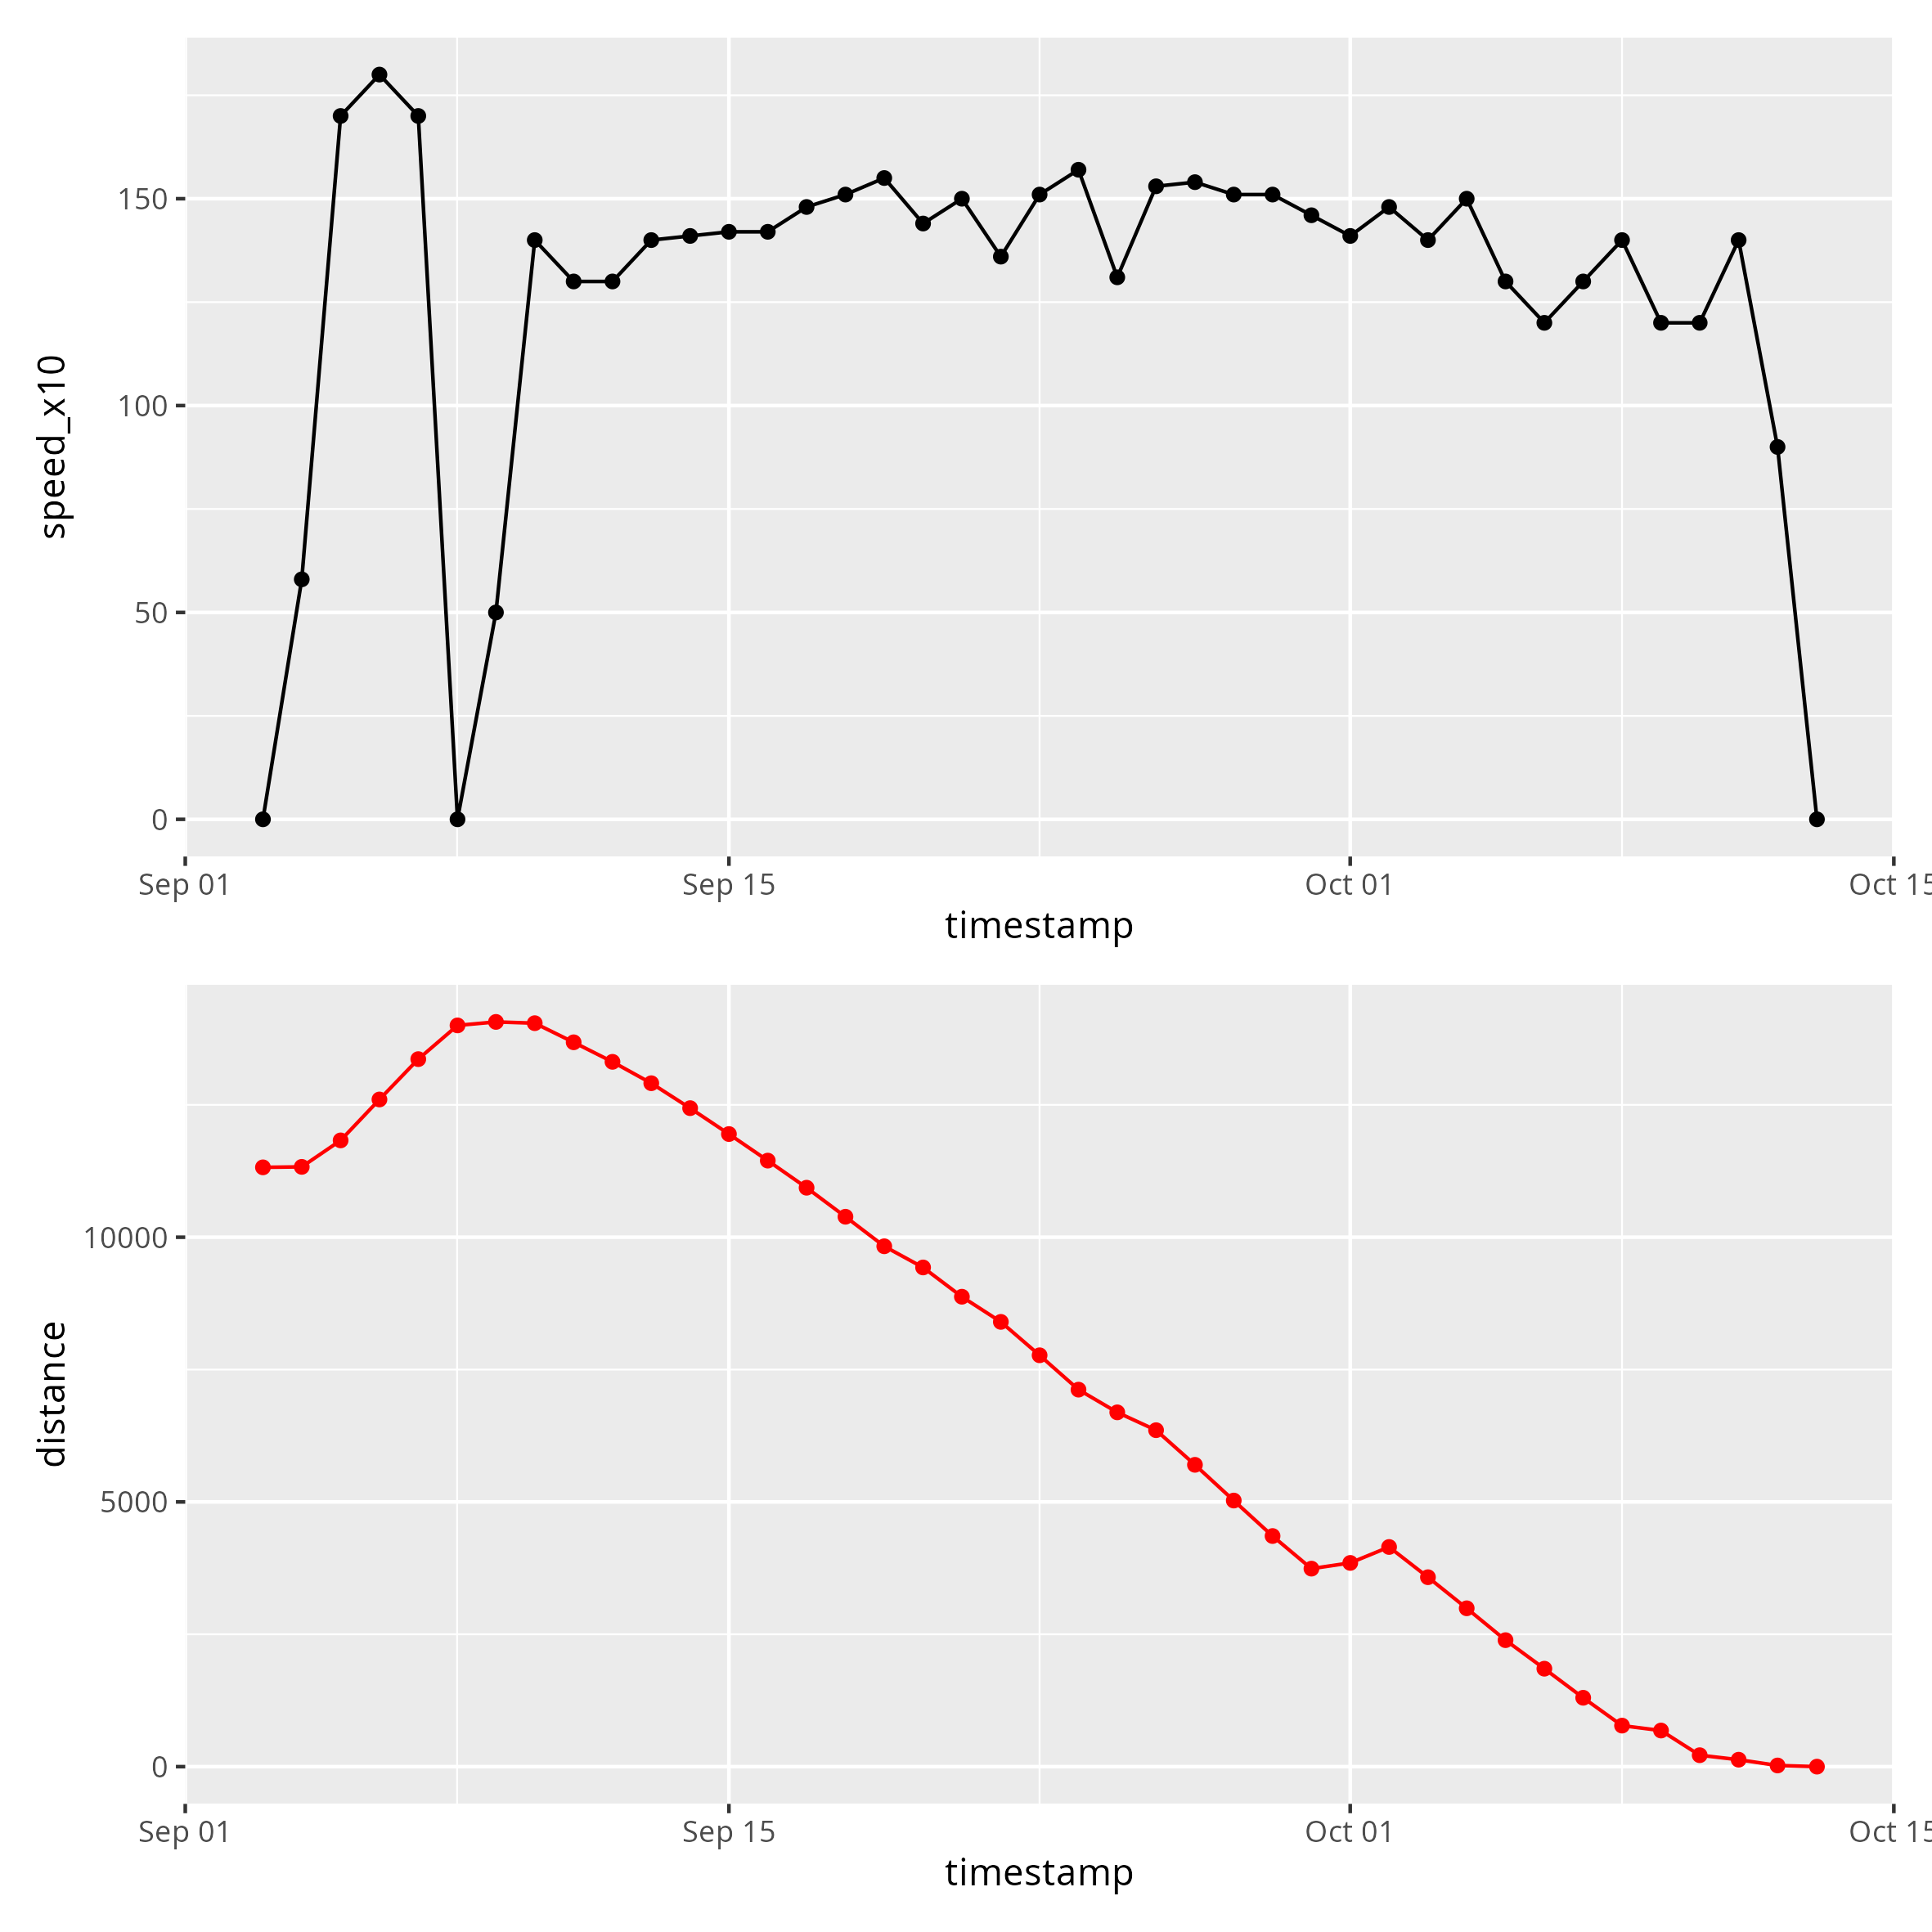 speed_x10
150
100
50
0
Sep 01 Sep 15 Oct 01 Oct 15
timestamp
distance
10000
5000
0
Sep 01 Sep 15 Oct 01 Oct 15
timestamp